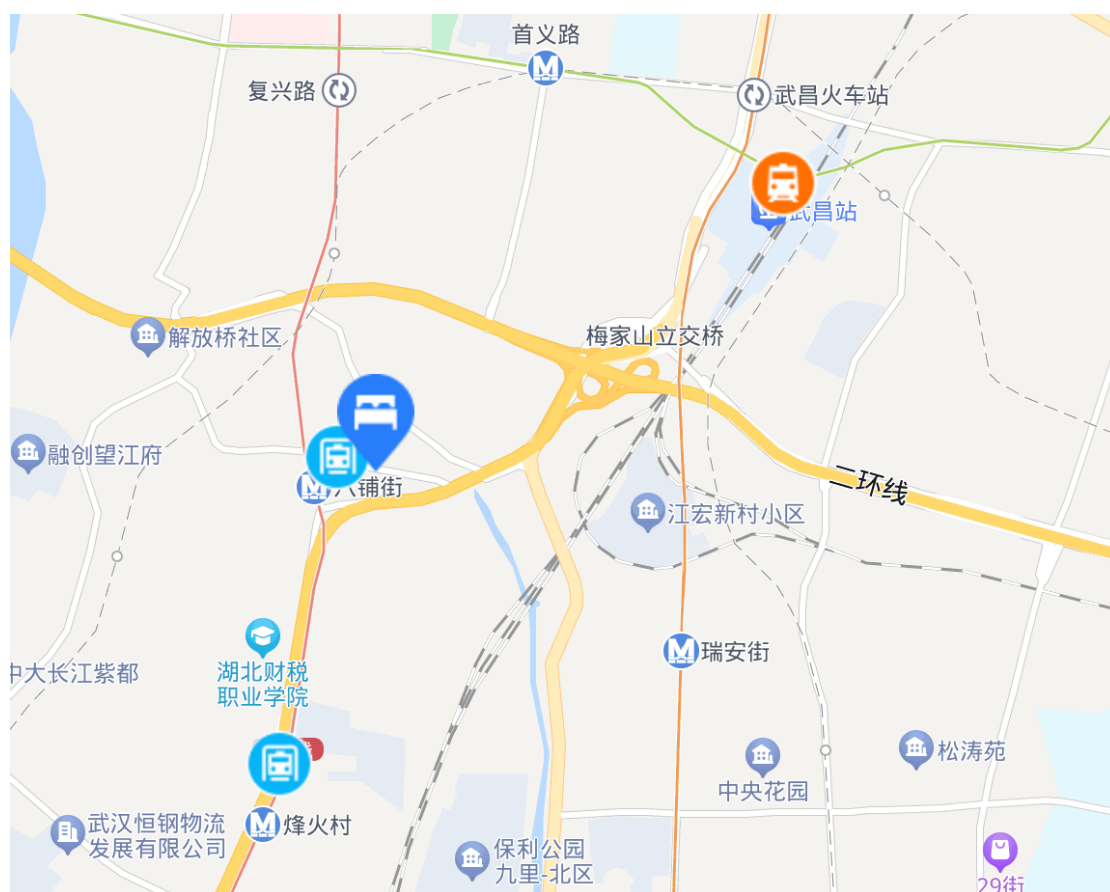 首义路
复兴路
武昌火车站
武昌站
梅家山立交桥
解放桥社区
融创望江府
八铺街
二环线
江宏新村小区
湖北财税
职业学院
中大长江紫都
瑞安街
松涛苑
中央花园
武汉恒钢物流
发展有限公司
烽火村
保利公园
九里-北区
29街